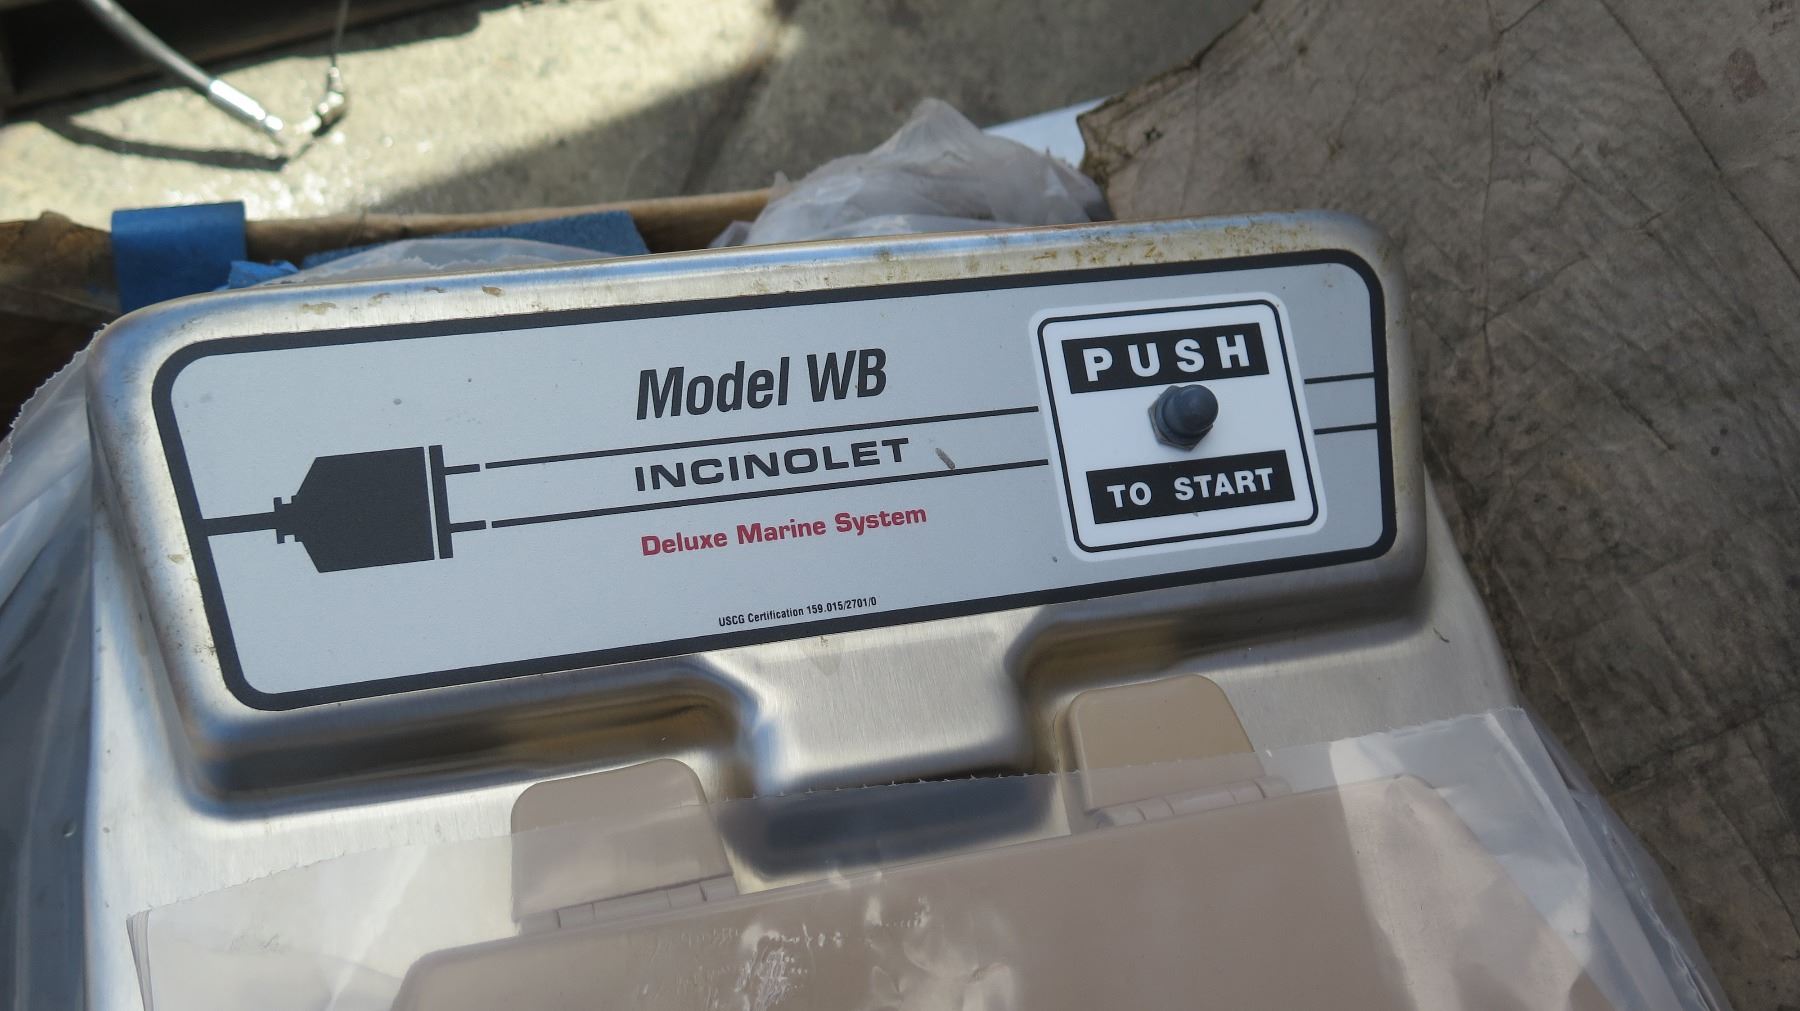 Model WB
INCINOLET
Deluxe Marine System
USCG Certification 159.015/2701/0
PUSH
TO START